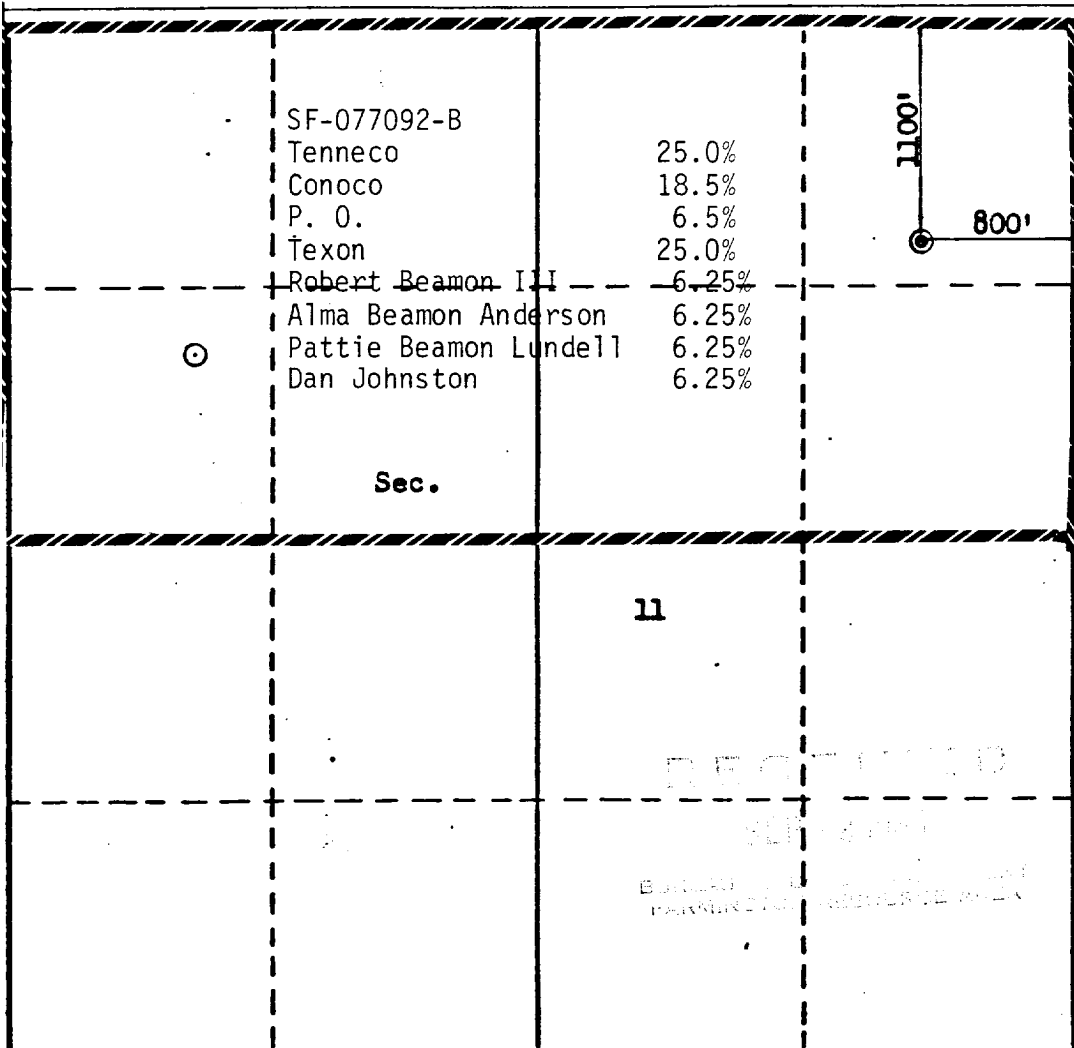 SF-077092-B
Tenneco 25.0%
Conoco 18.5%
P. O. 6.5%
Texon 25.0%
Robert Beamon III 6.25%
Alma Beamon Anderson 6.25%
Pattie Beamon Lundell 6.25%
Dan Johnston 6.25%
1100'
800'
Sec.
11
RECEIVED